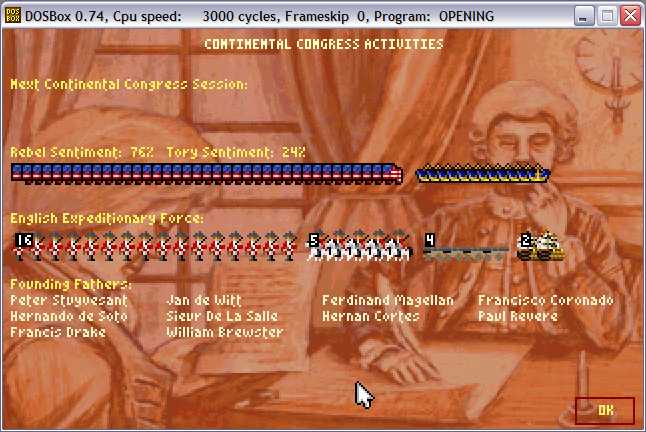 DOSBox 0.74, Cpu speed: 3000 cycles, Frameskip 0, Program: OPENING
CONTINENTAL CONGRESS ACTIVITIES
Next Continental Congress Session:
Rebel Sentiment: 76% Tory Sentiment: 24%
English Expeditionary Force:
16 5 4 2
Founding Fathers:
Peter Stuyvesant Jan de Witt Ferdinand Magellan Francisco Coronado
Hernando de Soto Sieur De La Salle Hernan Cortes Paul Revere
Francis Drake William Brewster
OK